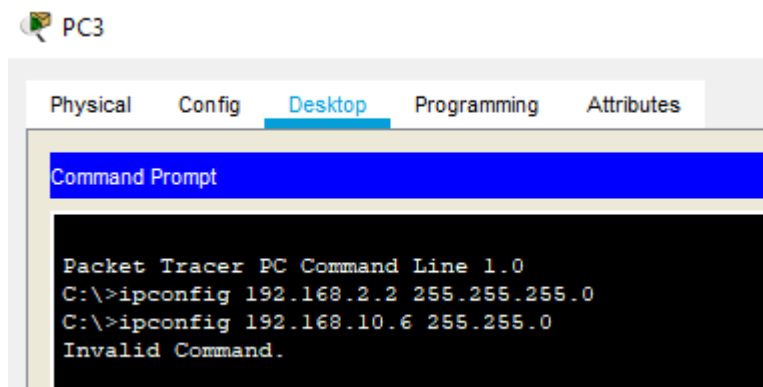 PC3
Physical Config Desktop Programming Attributes
Command Prompt
Packet Tracer PC Command Line 1.0
C:\>ipconfig 192.168.2.2 255.255.255.0
C:\>ipconfig 192.168.10.6 255.255.0
Invalid Command.